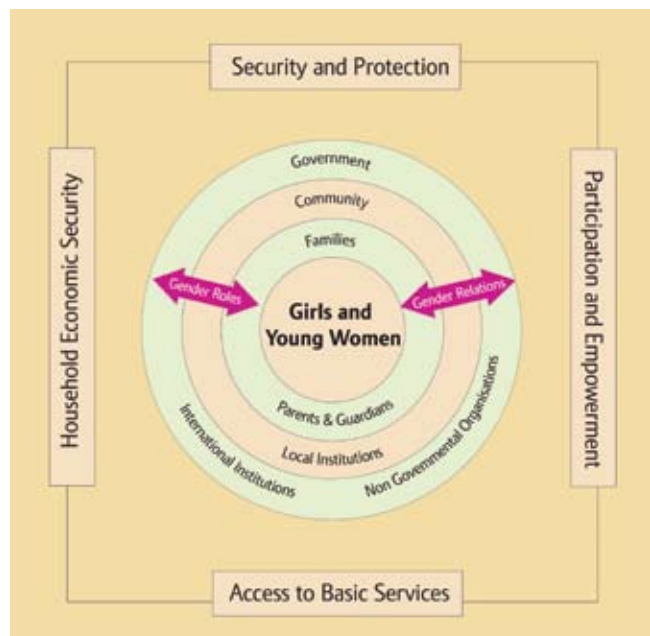 Security and Protection
Household Economic Security
Participation and Empowerment
Government
Community
Families
Gender Roles
Gender Relations
Girls and
Young Women
Parents & Guardians
Local Institutions
International Institutions
Non Governmental Organisations
Access to Basic Services